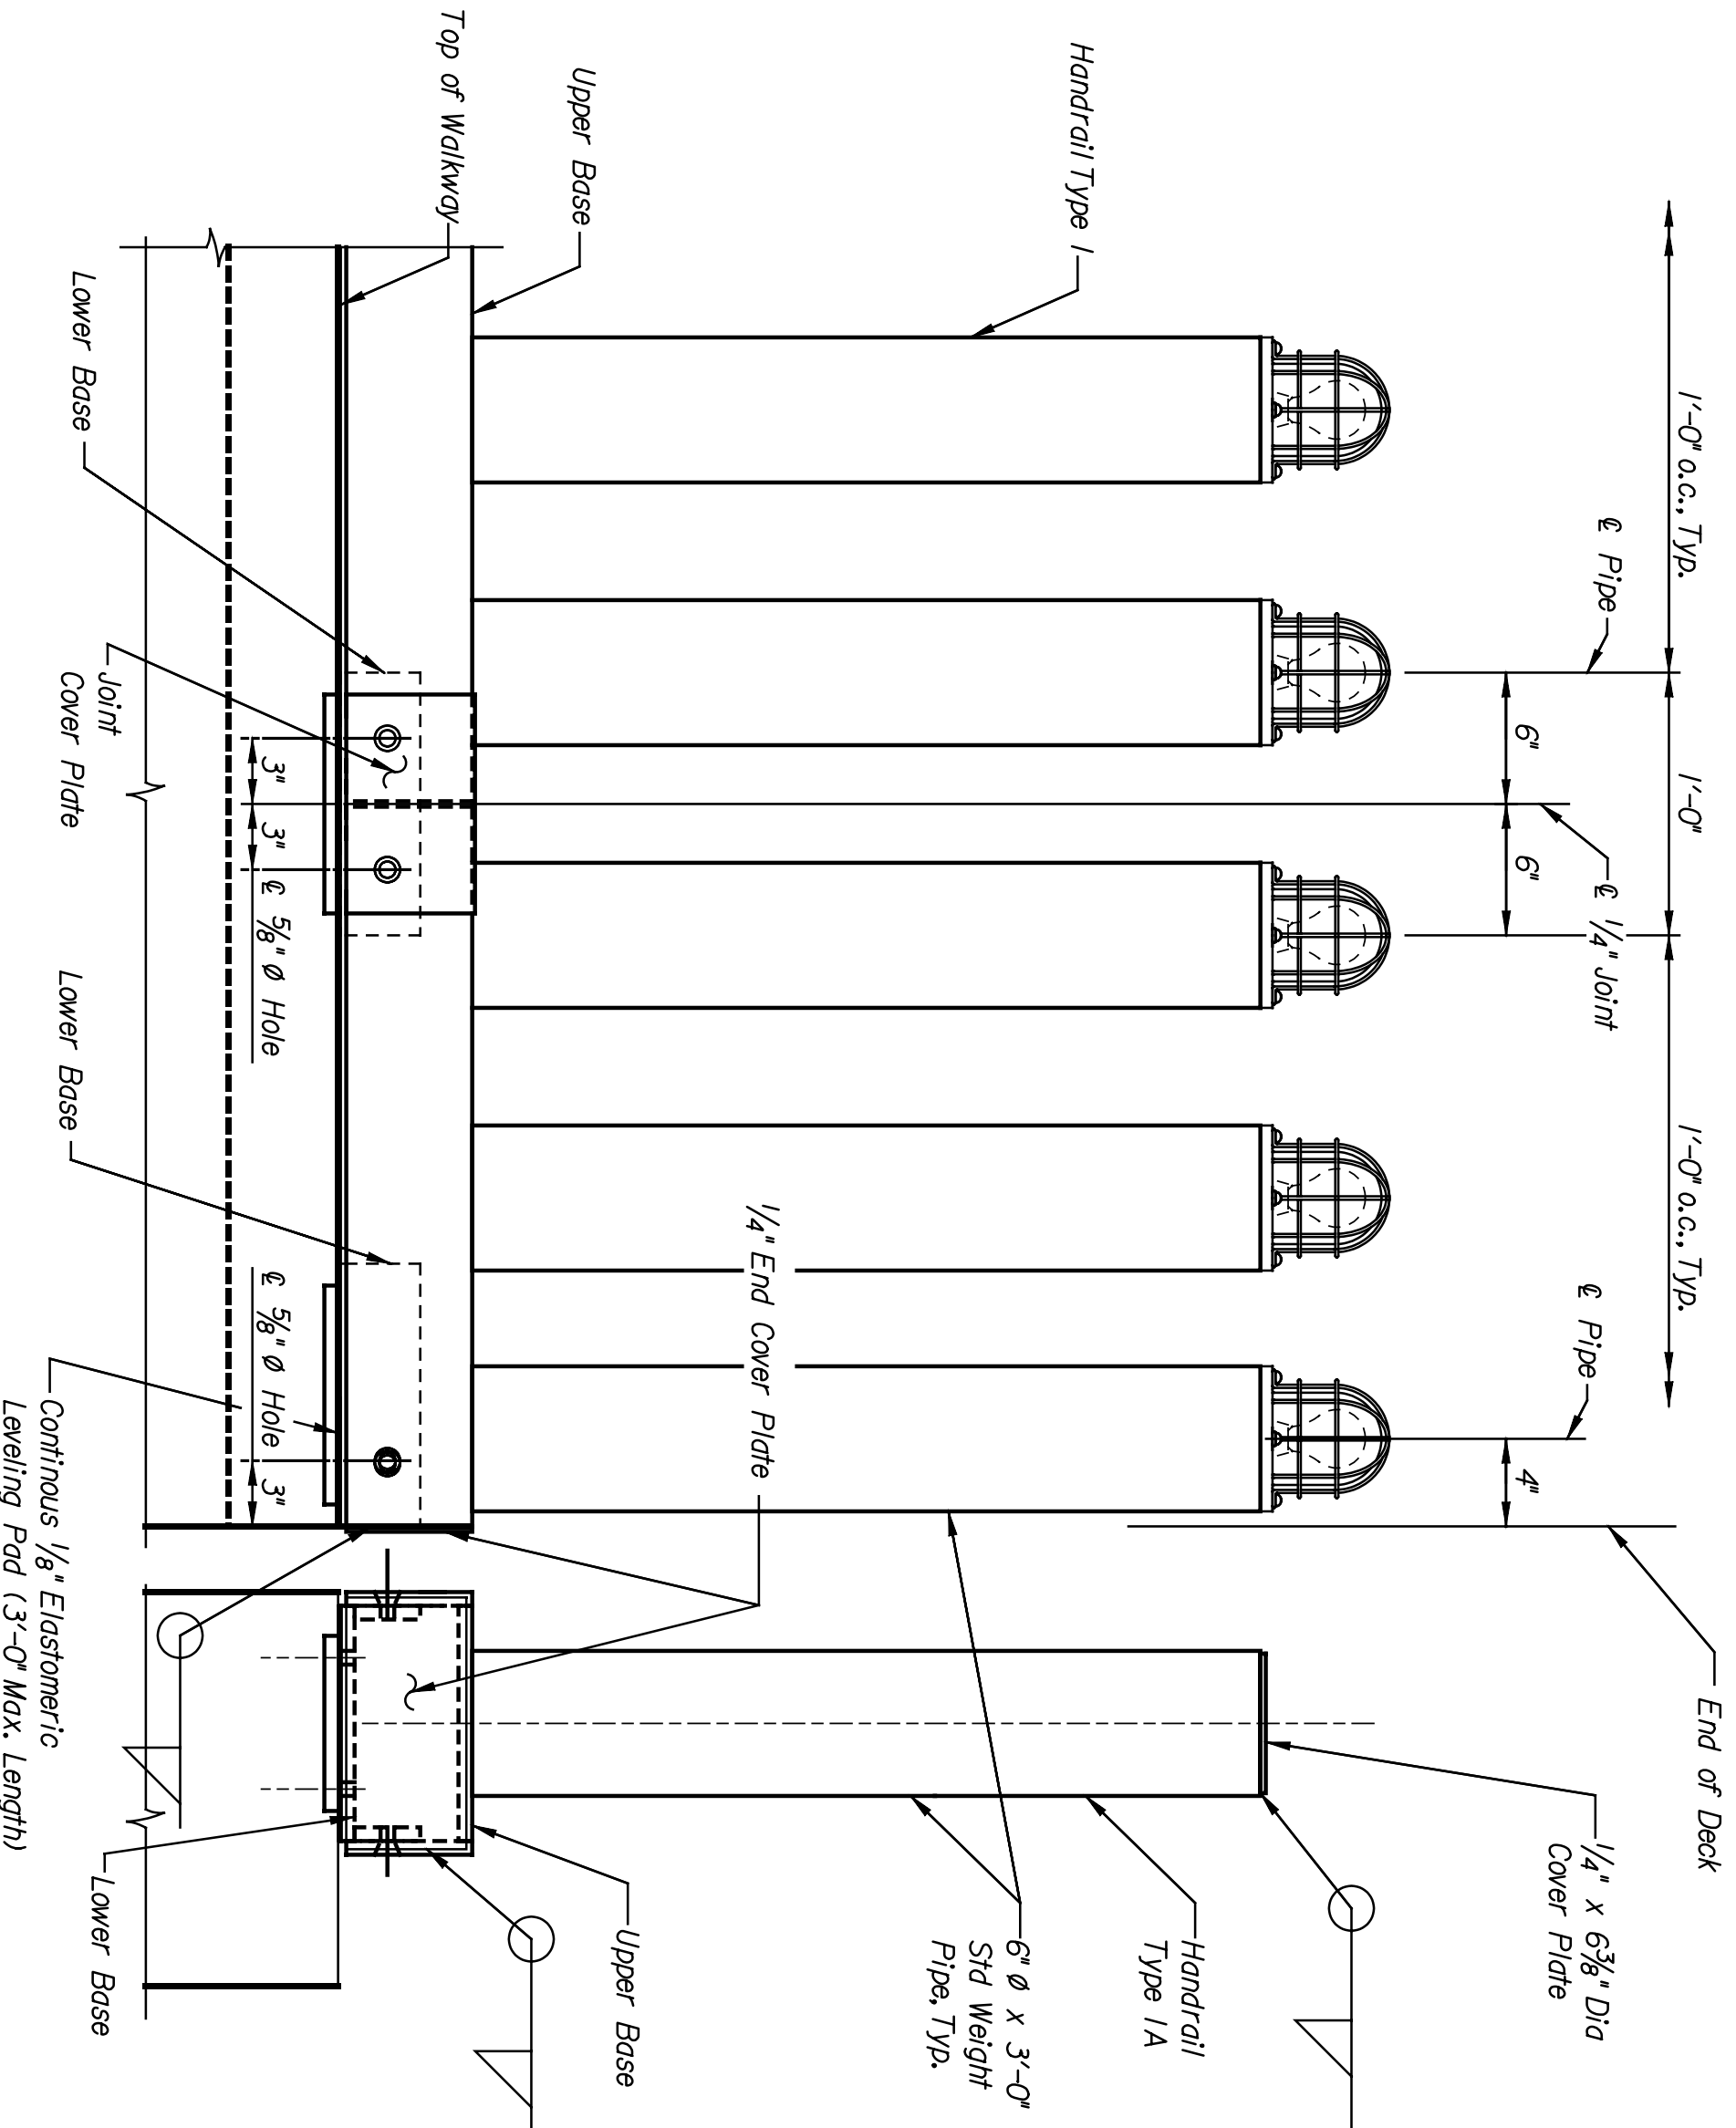 1'-0" o.c., Typ.
1'-0"
1'-0" o.c., Typ.
End of Deck
℄ Pipe
6"
6"
℄ 1/4" Joint
℄ Pipe
4"
1/4" x 6 3/8" Dia
Cover Plate
Handrail Type I
Handrail
Type IA
6" Ø x 3'-0"
Std Weight
Pipe, Typ.
1/4" End Cover Plate
Upper Base
Upper Base
Top of Walkway
Lower Base
3"
3"
℄ 5/8" Ø Hole
℄ 5/8" Ø Hole
3"
Joint
Cover Plate
Lower Base
Lower Base
Continous 1/8" Elastomeric
Leveling Pad (3'-0" Max. Length)